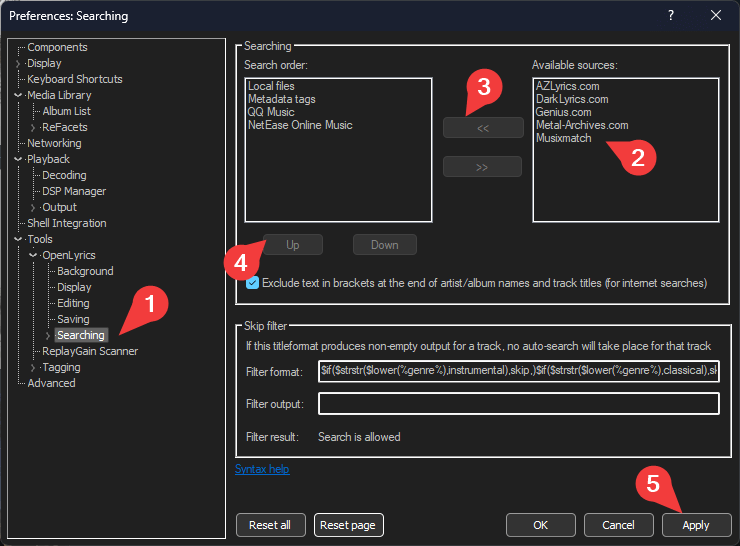 Preferences: Searching
?
Components
Display
Keyboard Shortcuts
Media Library
Album List
ReFacets
Networking
Playback
Decoding
DSP Manager
Output
Shell Integration
Tools
OpenLyrics
Background
Display
Editing
Saving
Searching
1
ReplayGain Scanner
Tagging
Advanced
Searching
Search order:
Local files
Metadata tags
QQ Music
NetEase Online Music
3
<<
>>
Available sources:
AZLyrics.com
DarkLyrics.com
Genius.com
Metal-Archives.com
Musixmatch
2
4
Up
Down
Exclude text in brackets at the end of artist/album names and track titles (for internet searches)
Skip filter
If this titleformat produces non-empty output for a track, no auto-search will take place for that track
Filter format:
$if($strstr($lower(%genre%),instrumental),skip,)$if($strstr($lower(%genre%),classical),sk
Filter output:
Filter result:
Search is allowed
Syntax help
5
Reset all
Reset page
OK
Cancel
Apply